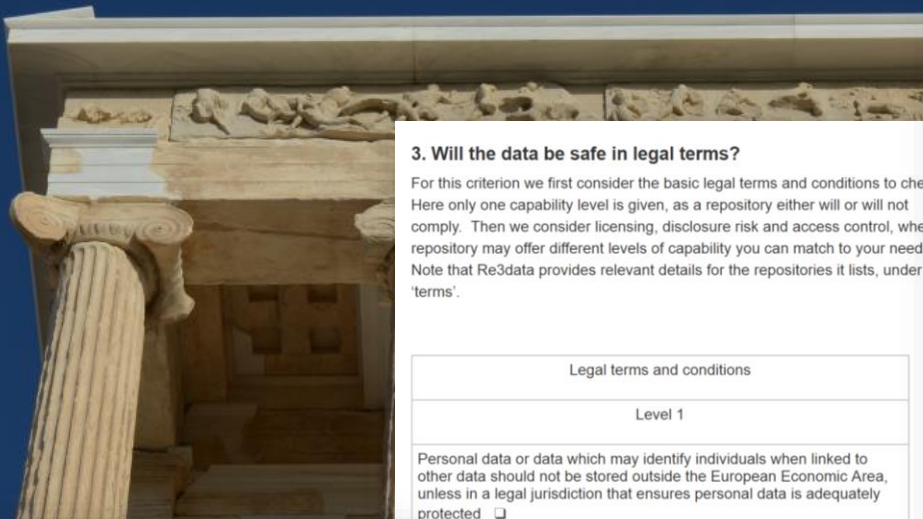 3. Will the data be safe in legal terms?
For this criterion we first consider the basic legal terms and conditions to che
Here only one capability level is given, as a repository either will or will not
comply. Then we consider licensing, disclosure risk and access control, whe
repository may offer different levels of capability you can match to your need
Note that Re3data provides relevant details for the repositories it lists, under
‘terms’.
Legal terms and conditions
Level 1
Personal data or data which may identify individuals when linked to
other data should not be stored outside the European Economic Area,
unless in a legal jurisdiction that ensures personal data is adequately
protected ❏